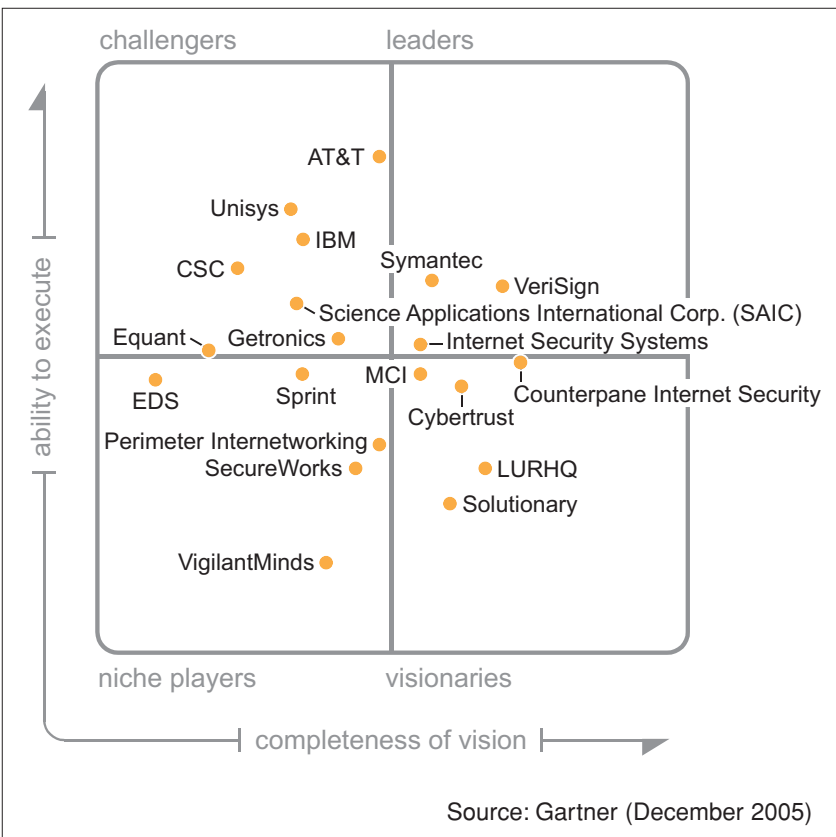 challengers
leaders
AT&T
Unisys
IBM
CSC
Symantec
VeriSign
Science Applications International Corp. (SAIC)
Equant
Getronics
Internet Security Systems
MCI
EDS
Sprint
Counterpane Internet Security
Cybertrust
Perimeter Internetworking
SecureWorks
LURHQ
Solutionary
VigilantMinds
ability to execute
niche players
visionaries
completeness of vision
Source: Gartner (December 2005)